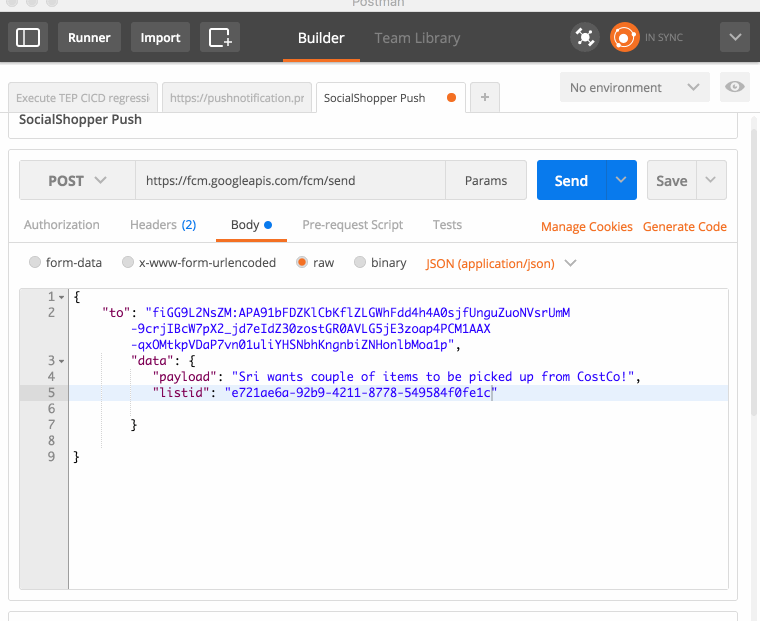 Postman
Runner
Import
Builder
Team Library
IN SYNC
Execute TEP CICD regressi
https://pushnotification.pr
SocialShopper Push
+
No environment
SocialShopper Push
POST
https://fcm.googleapis.com/fcm/send
Params
Send
Save
Authorization
Headers (2)
Body
Pre-request Script
Tests
Manage Cookies
Generate Code
form-data
x-www-form-urlencoded
raw
binary
JSON (application/json)
1 {
2 "to": "fiGG9L2NsZM:APA91bFDZKlCbKflZLGWhFdd4h4A0sjfUnguZuoNVsrUmM
-9crjIBcW7pX2_jd7eIdZ30zostGR0AVLG5jE3zoap4PCM1AAX
-qxOMtkpVDaP7vn01uliYHSNbhKngnbiZNHonlbMoa1p",
3 "data": {
4 "payload": "Sri wants couple of items to be picked up from CostCo!",
5 "listid": "e721ae6a-92b9-4211-8778-549584f0fe1c"
6
7 }
8
9 }